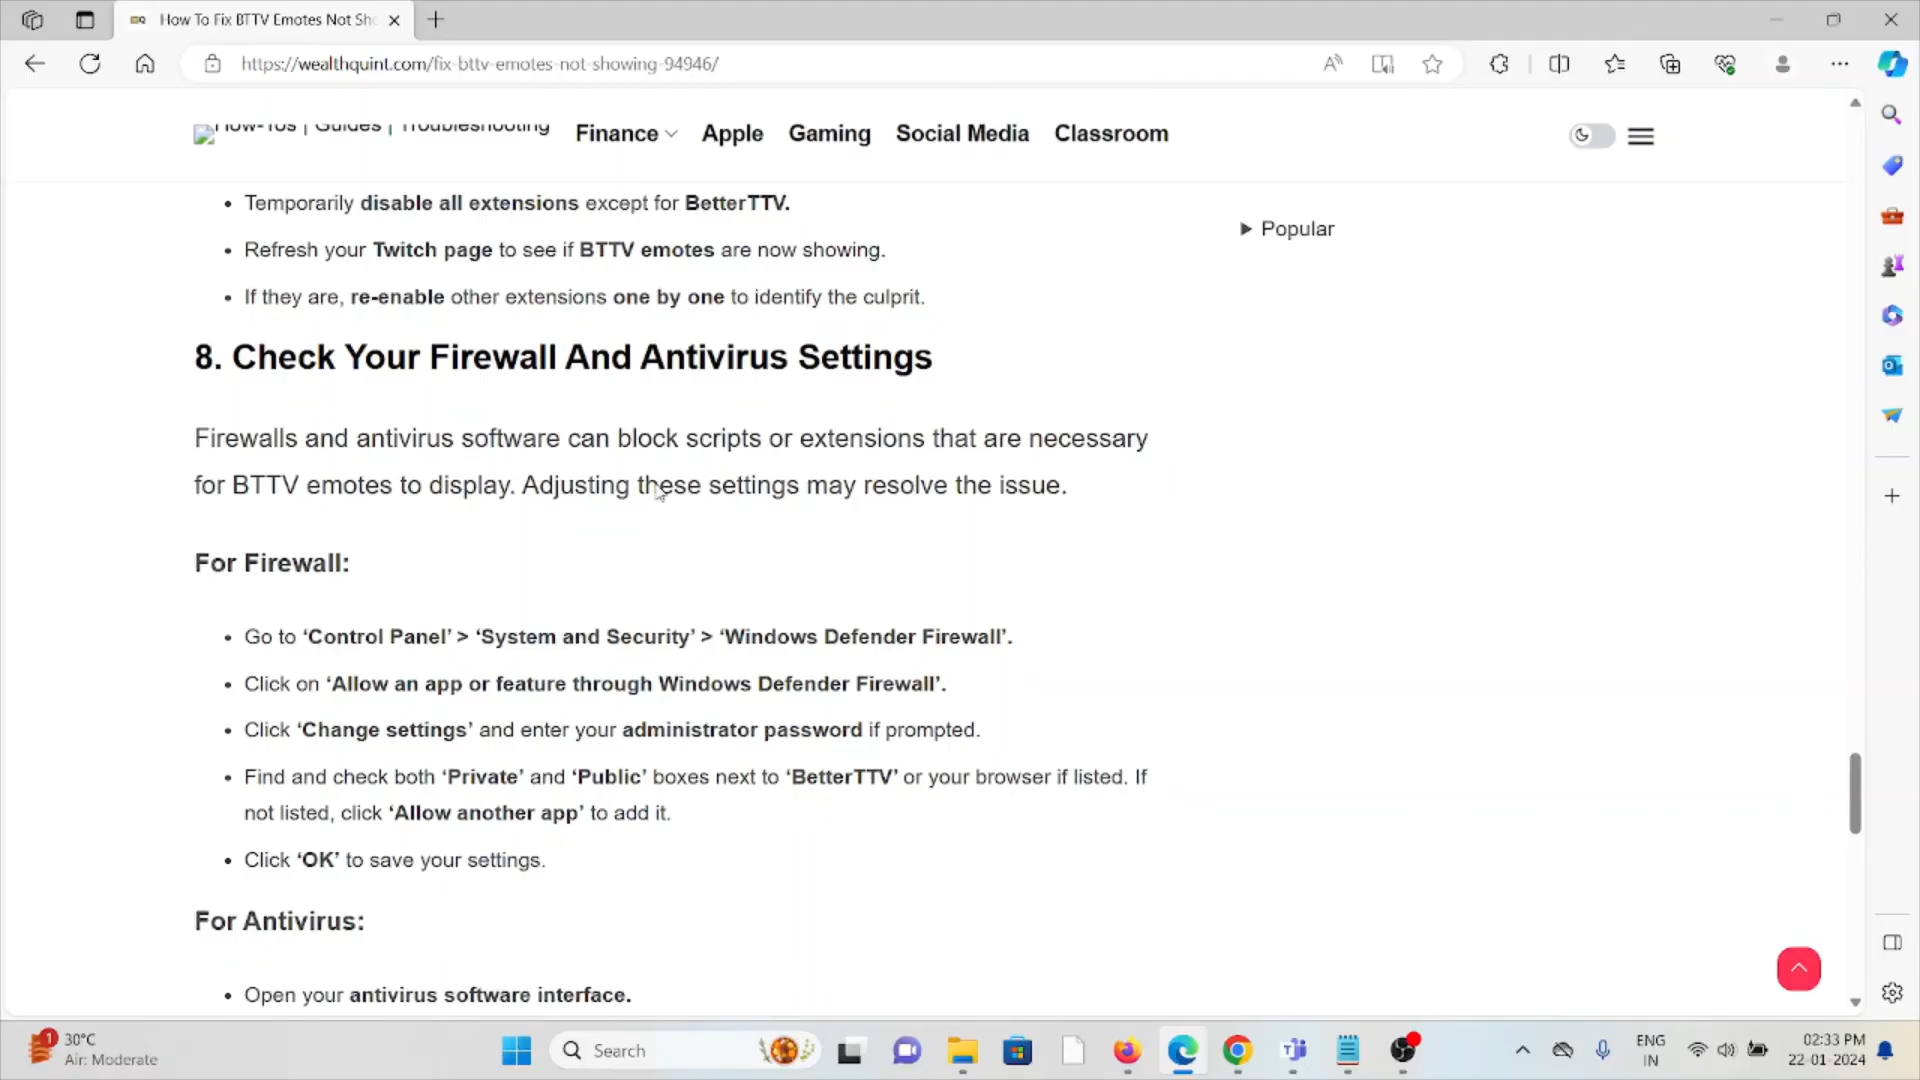 How To Fix BTTV Emotes Not Sho
https://wealthquint.com/fix-bttv-emotes-not-showing-94946/
How-Tos | Guides | Troubleshooting
Finance Apple Gaming Social Media Classroom
• Temporarily disable all extensions except for BetterTTV.
Popular
• Refresh your Twitch page to see if BTTV emotes are now showing.
• If they are, re-enable other extensions one by one to identify the culprit.
8. Check Your Firewall And Antivirus Settings
Firewalls and antivirus software can block scripts or extensions that are necessary
for BTTV emotes to display. Adjusting these settings may resolve the issue.
For Firewall:
• Go to ‘Control Panel’ > ‘System and Security’ > ‘Windows Defender Firewall’.
• Click on ‘Allow an app or feature through Windows Defender Firewall’.
• Click ‘Change settings’ and enter your administrator password if prompted.
• Find and check both ‘Private’ and ‘Public’ boxes next to ‘BetterTTV’ or your browser if listed. If
not listed, click ‘Allow another app’ to add it.
• Click ‘OK’ to save your settings.
For Antivirus:
• Open your antivirus software interface.
1
30°C
Air: Moderate
Search
ENG
IN
02:33 PM
22-01-2024